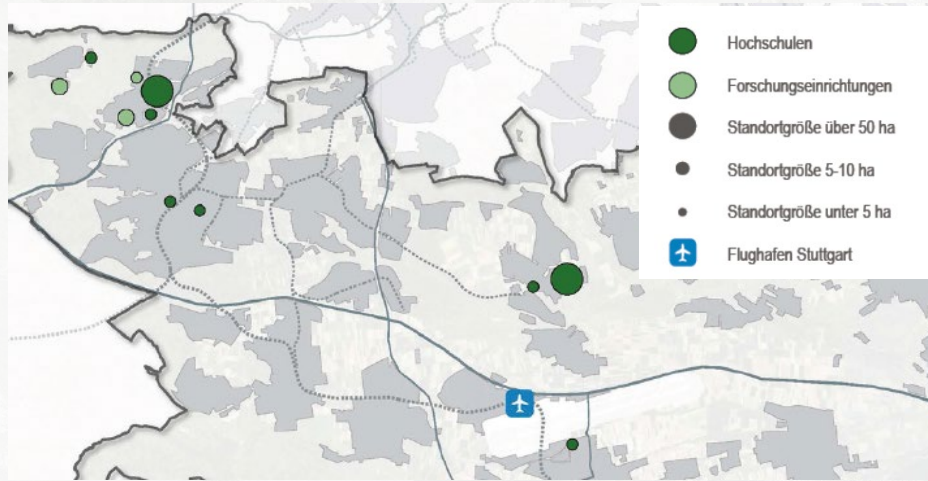 Hochschulen
Forschungseinrichtungen
Standortgröße über 50 ha
Standortgröße 5-10 ha
Standortgröße unter 5 ha
Flughafen Stuttgart